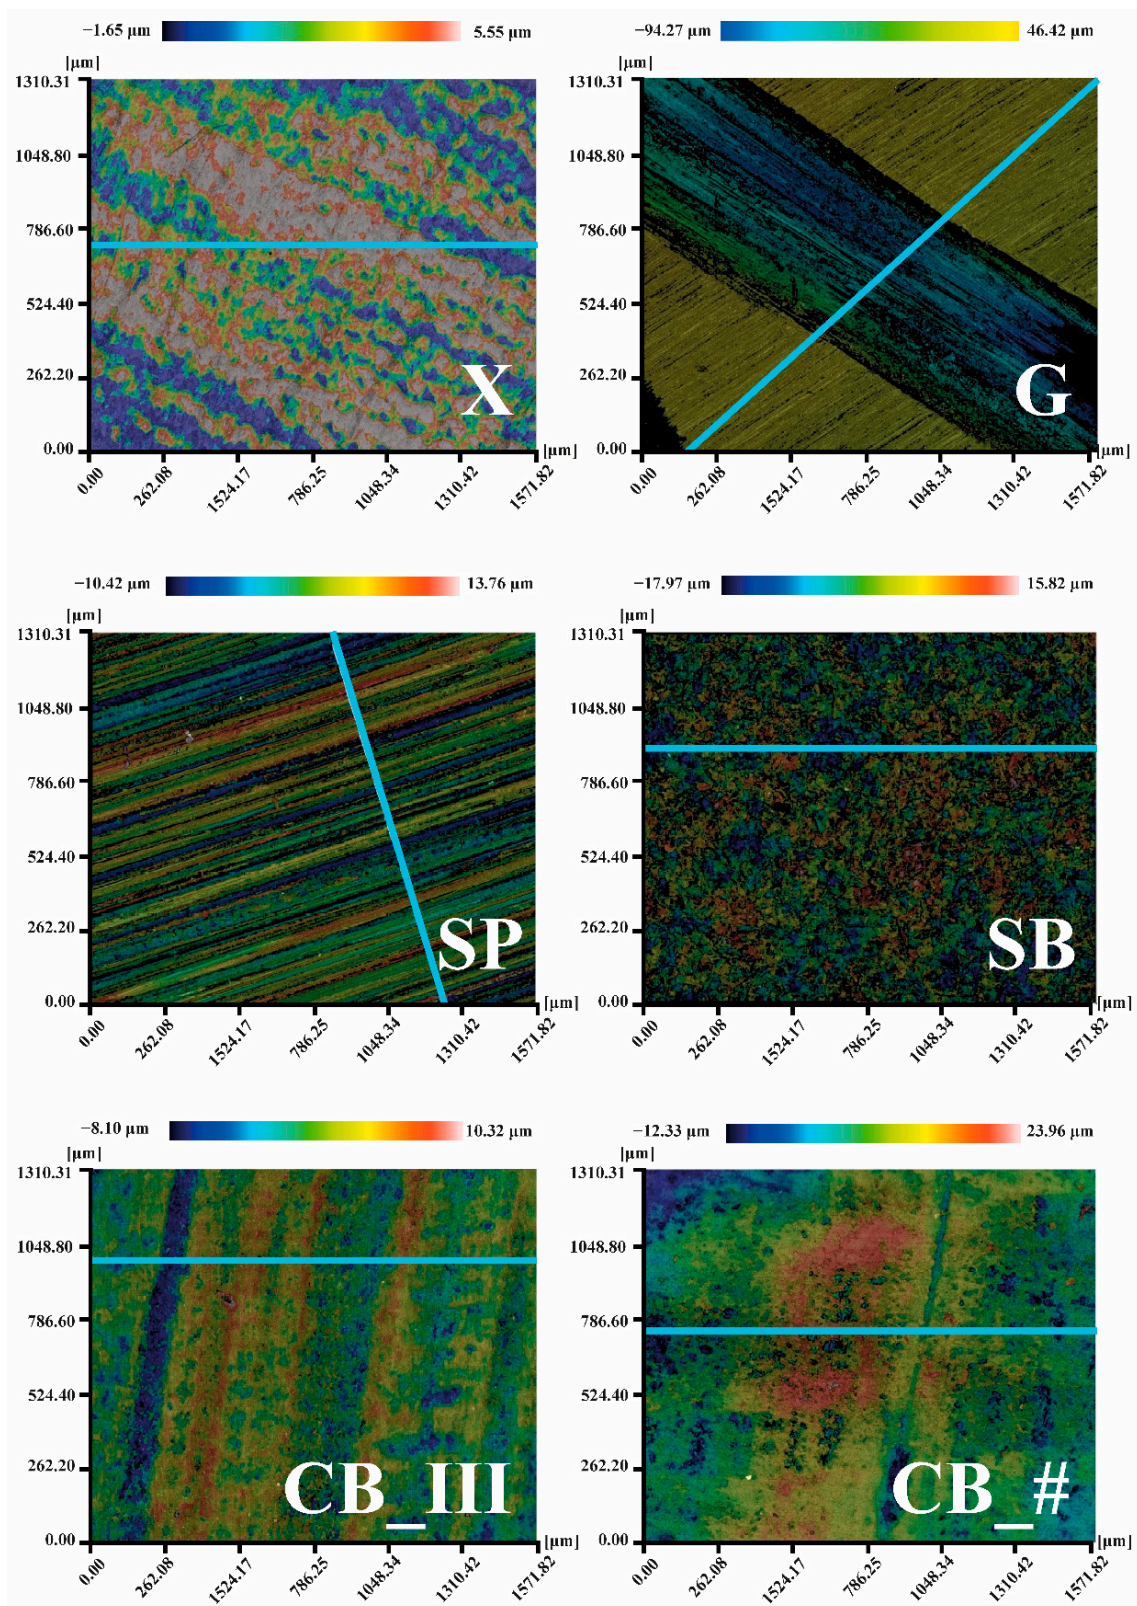 −1.65 µm 5.55 µm
[µm]
1310.31
1048.80
786.60
524.40
262.20
0.00
X
[µm]
0.00 262.08 1524.17 786.25 1048.34 1310.42 1571.82
−94.27 µm 46.42 µm
[µm]
1310.31
1048.80
786.60
524.40
262.20
0.00
G
[µm]
0.00 262.08 1524.17 786.25 1048.34 1310.42 1571.82
−10.42 µm 13.76 µm
[µm]
1310.31
1048.80
786.60
524.40
262.20
0.00
SP
[µm]
0.00 262.08 1524.17 786.25 1048.34 1310.42 1571.82
−17.97 µm 15.82 µm
[µm]
1310.31
1048.80
786.60
524.40
262.20
0.00
SB
[µm]
0.00 262.08 1524.17 786.25 1048.34 1310.42 1571.82
−8.10 µm 10.32 µm
[µm]
1310.31
1048.80
786.60
524.40
262.20
0.00
CB_III
[µm]
0.00 262.08 1524.17 786.25 1048.34 1310.42 1571.82
−12.33 µm 23.96 µm
[µm]
1310.31
1048.80
786.60
524.40
262.20
0.00
CB_#
[µm]
0.00 262.08 1524.17 786.25 1048.34 1310.42 1571.82